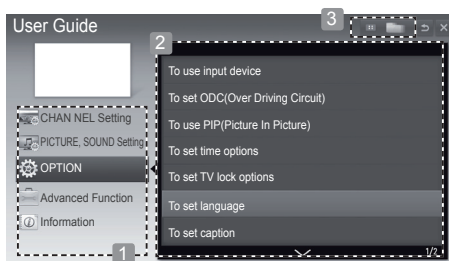 User Guide
3
2
To use input device
To set ODC(Over Driving Circuit)
To use PIP(Picture In Picture)
To set time options
To set TV lock options
To set language
To set caption
1/2
CHAN NEL Setting
PICTURE, SOUND Setting
OPTION
Advanced Function
Information
1